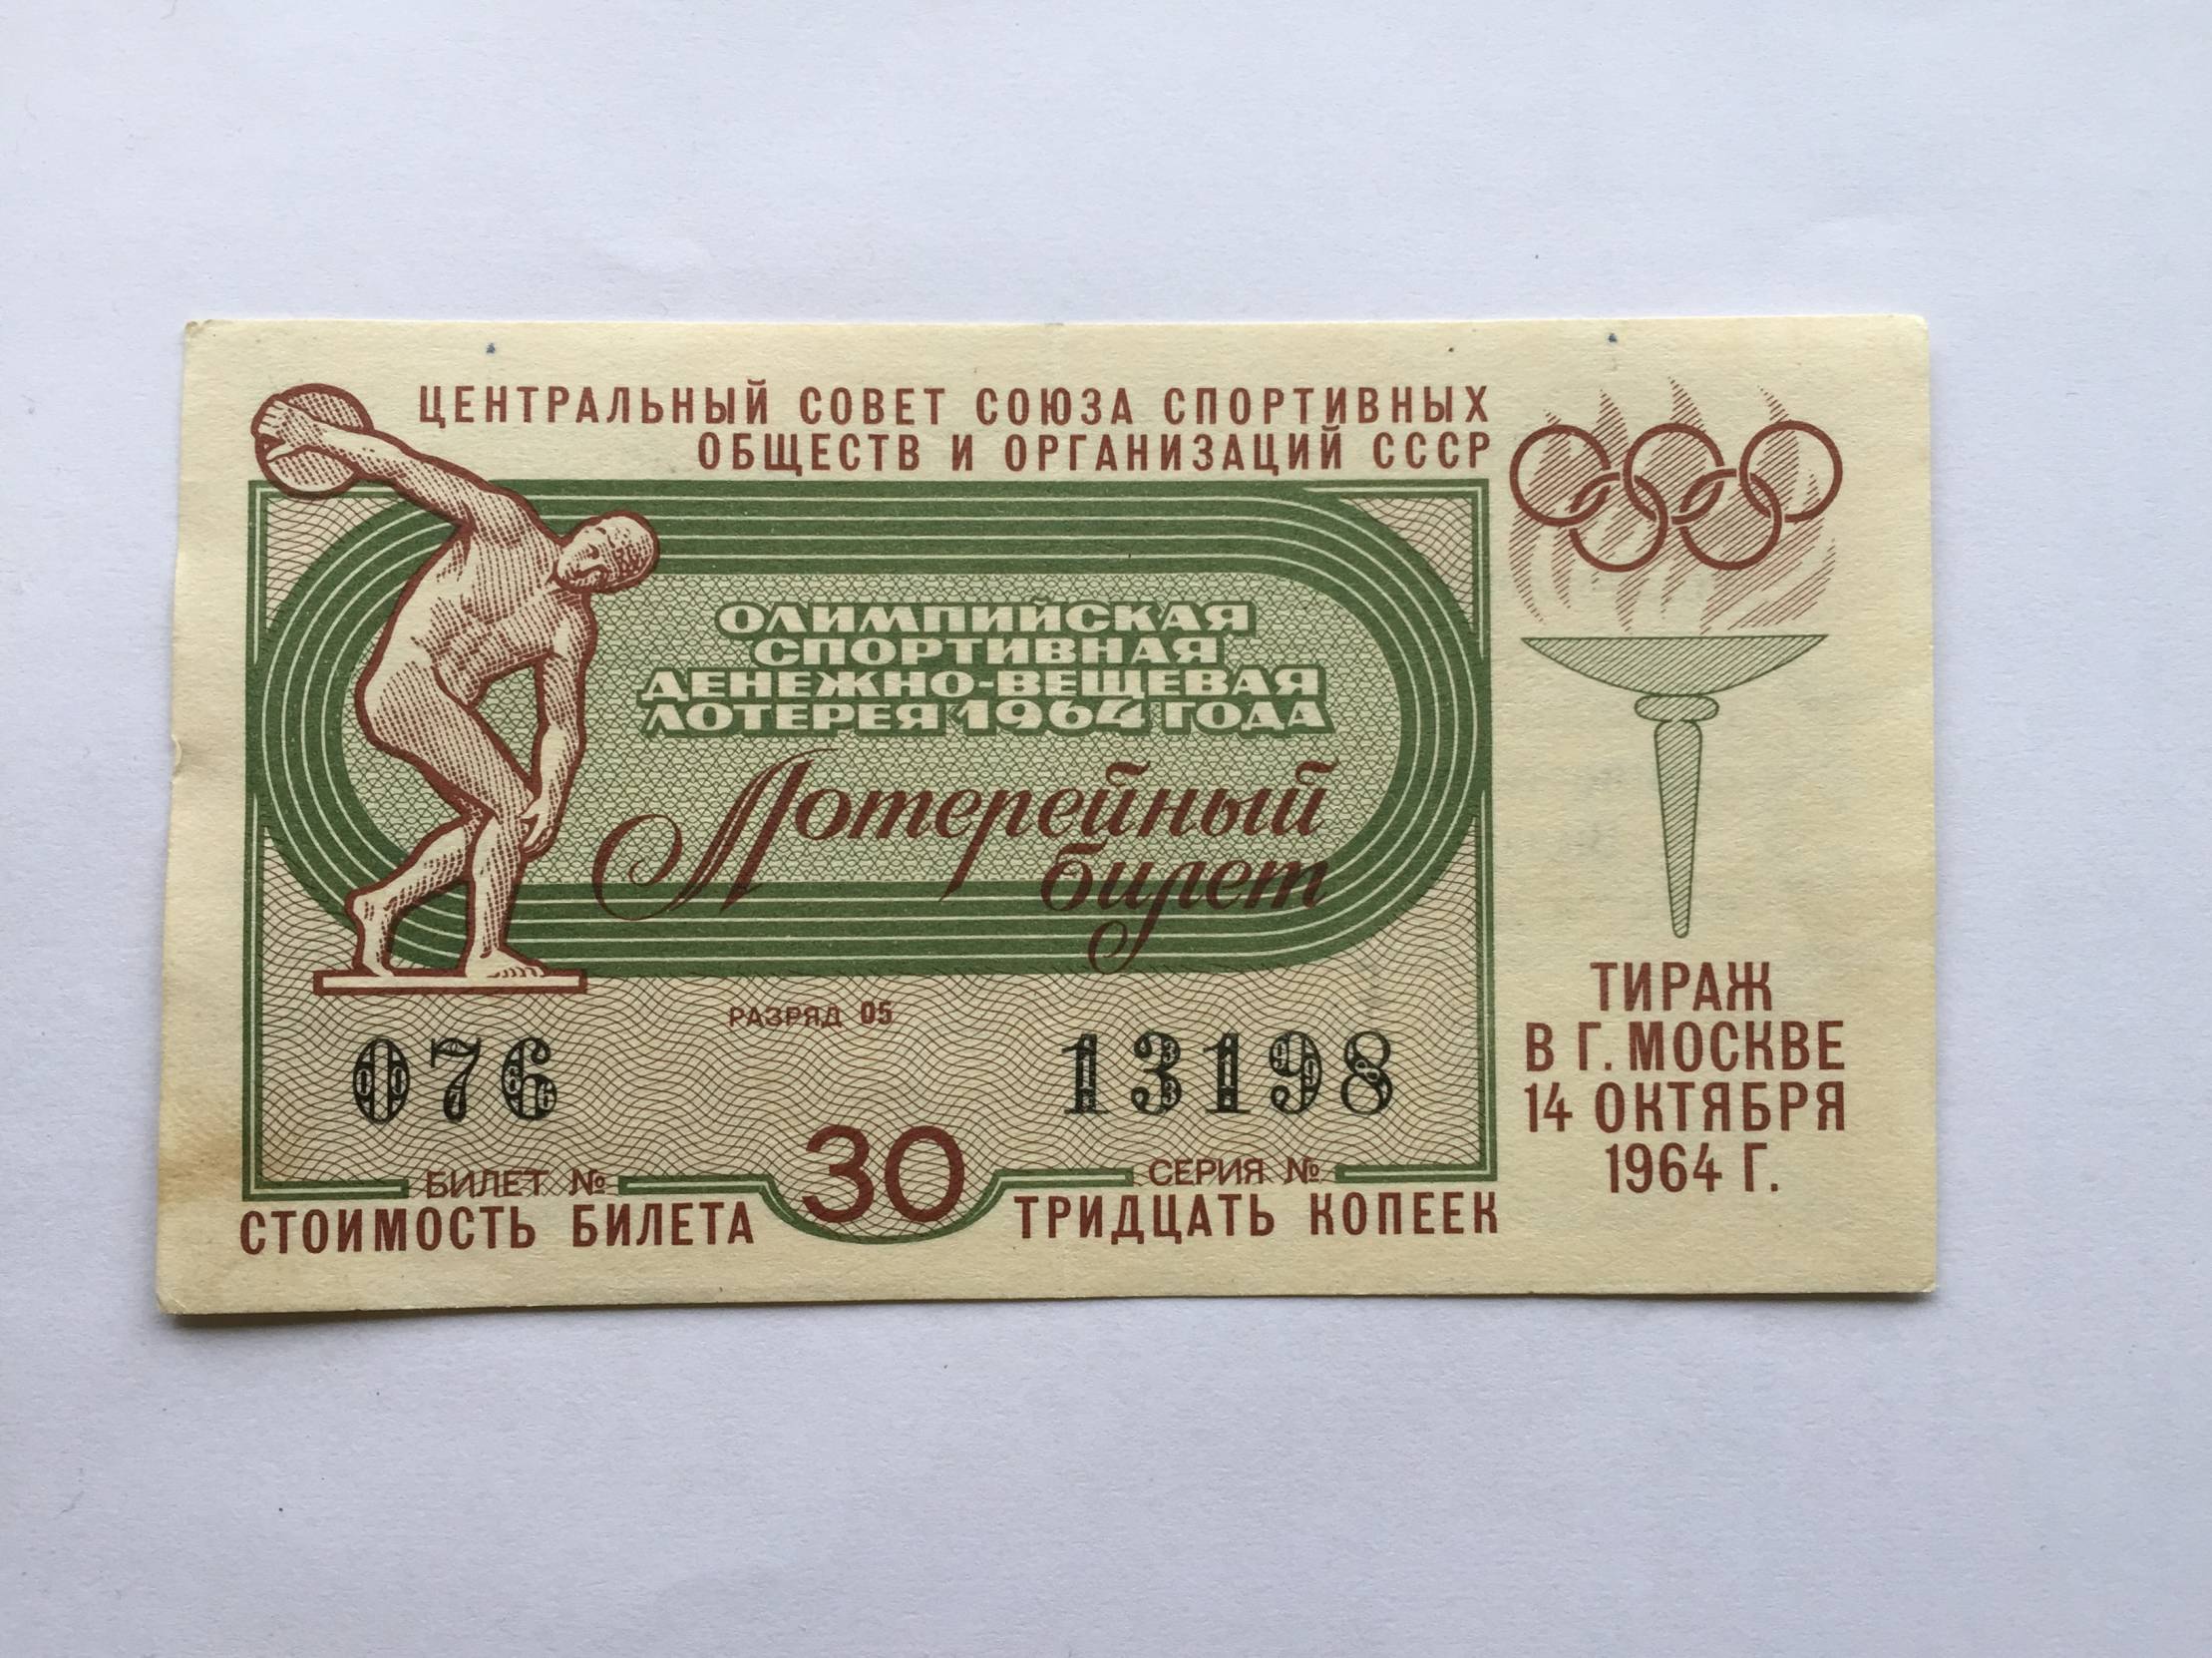 ЦЕНТРАЛЬНЫЙ СОВЕТ СОЮЗА СПОРТИВНЫХ
ОБЩЕСТВ И ОРГАНИЗАЦИЙ СССР
ОЛИМПИЙСКАЯ
СПОРТИВНАЯ
ДЕНЕЖНО-ВЕЩЕВАЯ
ЛОТЕРЕЯ 1964 ГОДА
Лотерейный
билет
РАЗРЯД 05
076 13198
БИЛЕТ № СЕРИЯ №
СТОИМОСТЬ БИЛЕТА 30 ТРИДЦАТЬ КОПЕЕК
ТИРАЖ
В Г. МОСКВЕ
14 ОКТЯБРЯ
1964 Г.